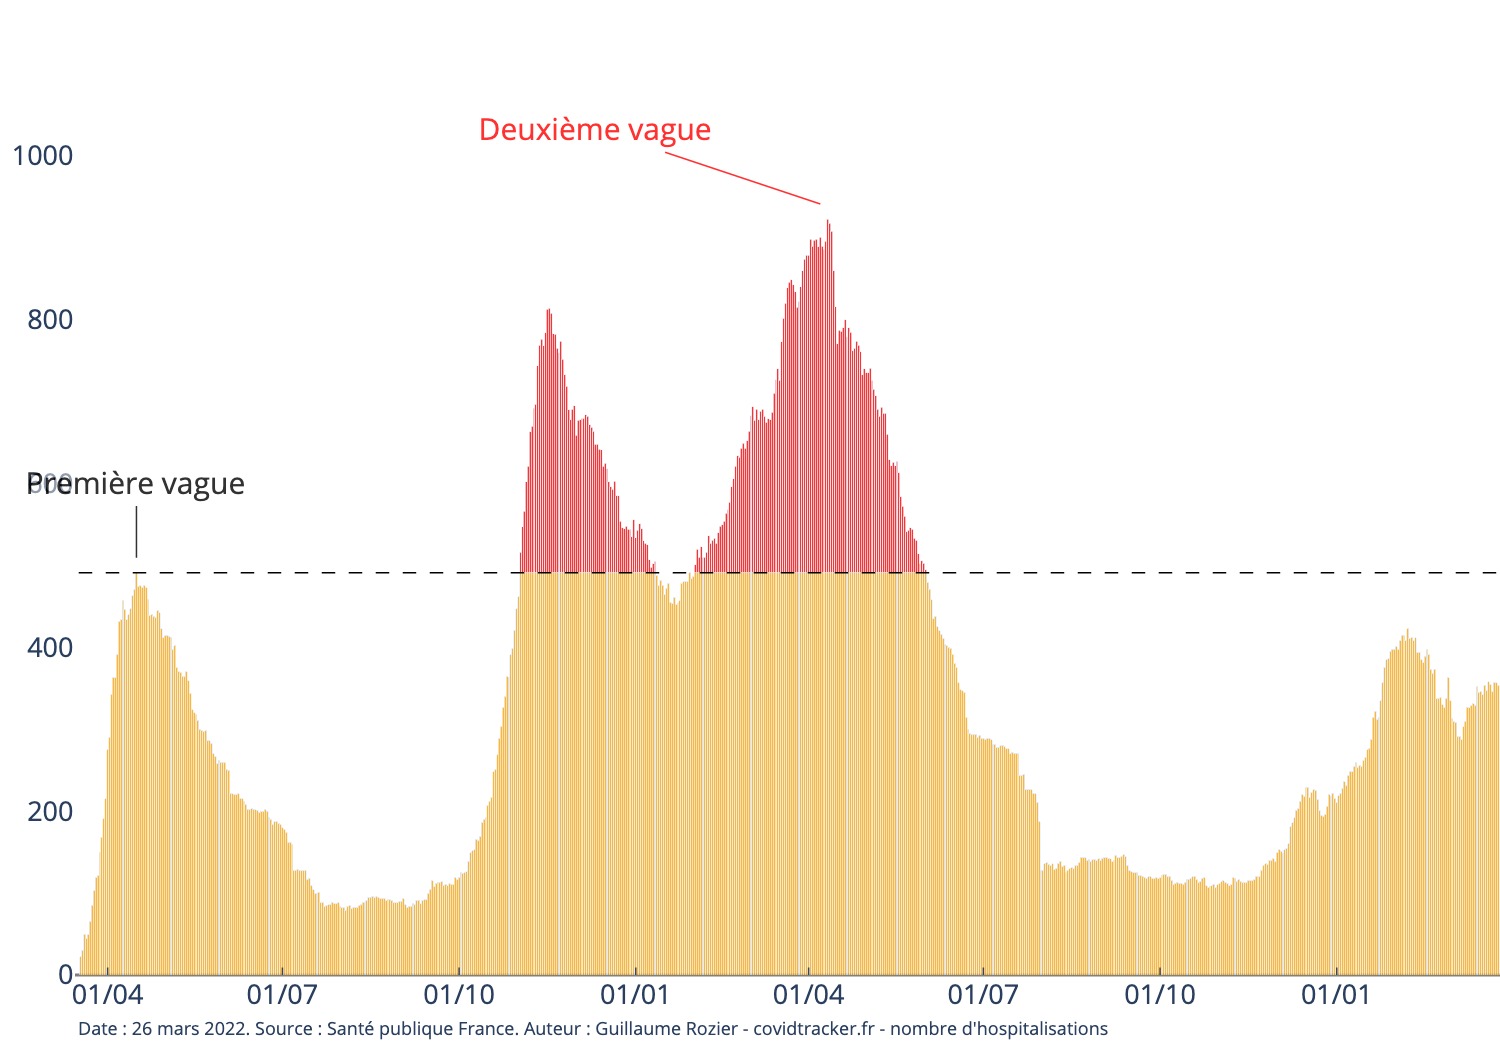 Deuxième vague
1000
800
600
Première vague
400
200
0
01/04 01/07 01/10 01/01 01/04 01/07 01/10 01/01
Date : 26 mars 2022. Source : Santé publique France. Auteur : Guillaume Rozier - covidtracker.fr - nombre d'hospitalisations